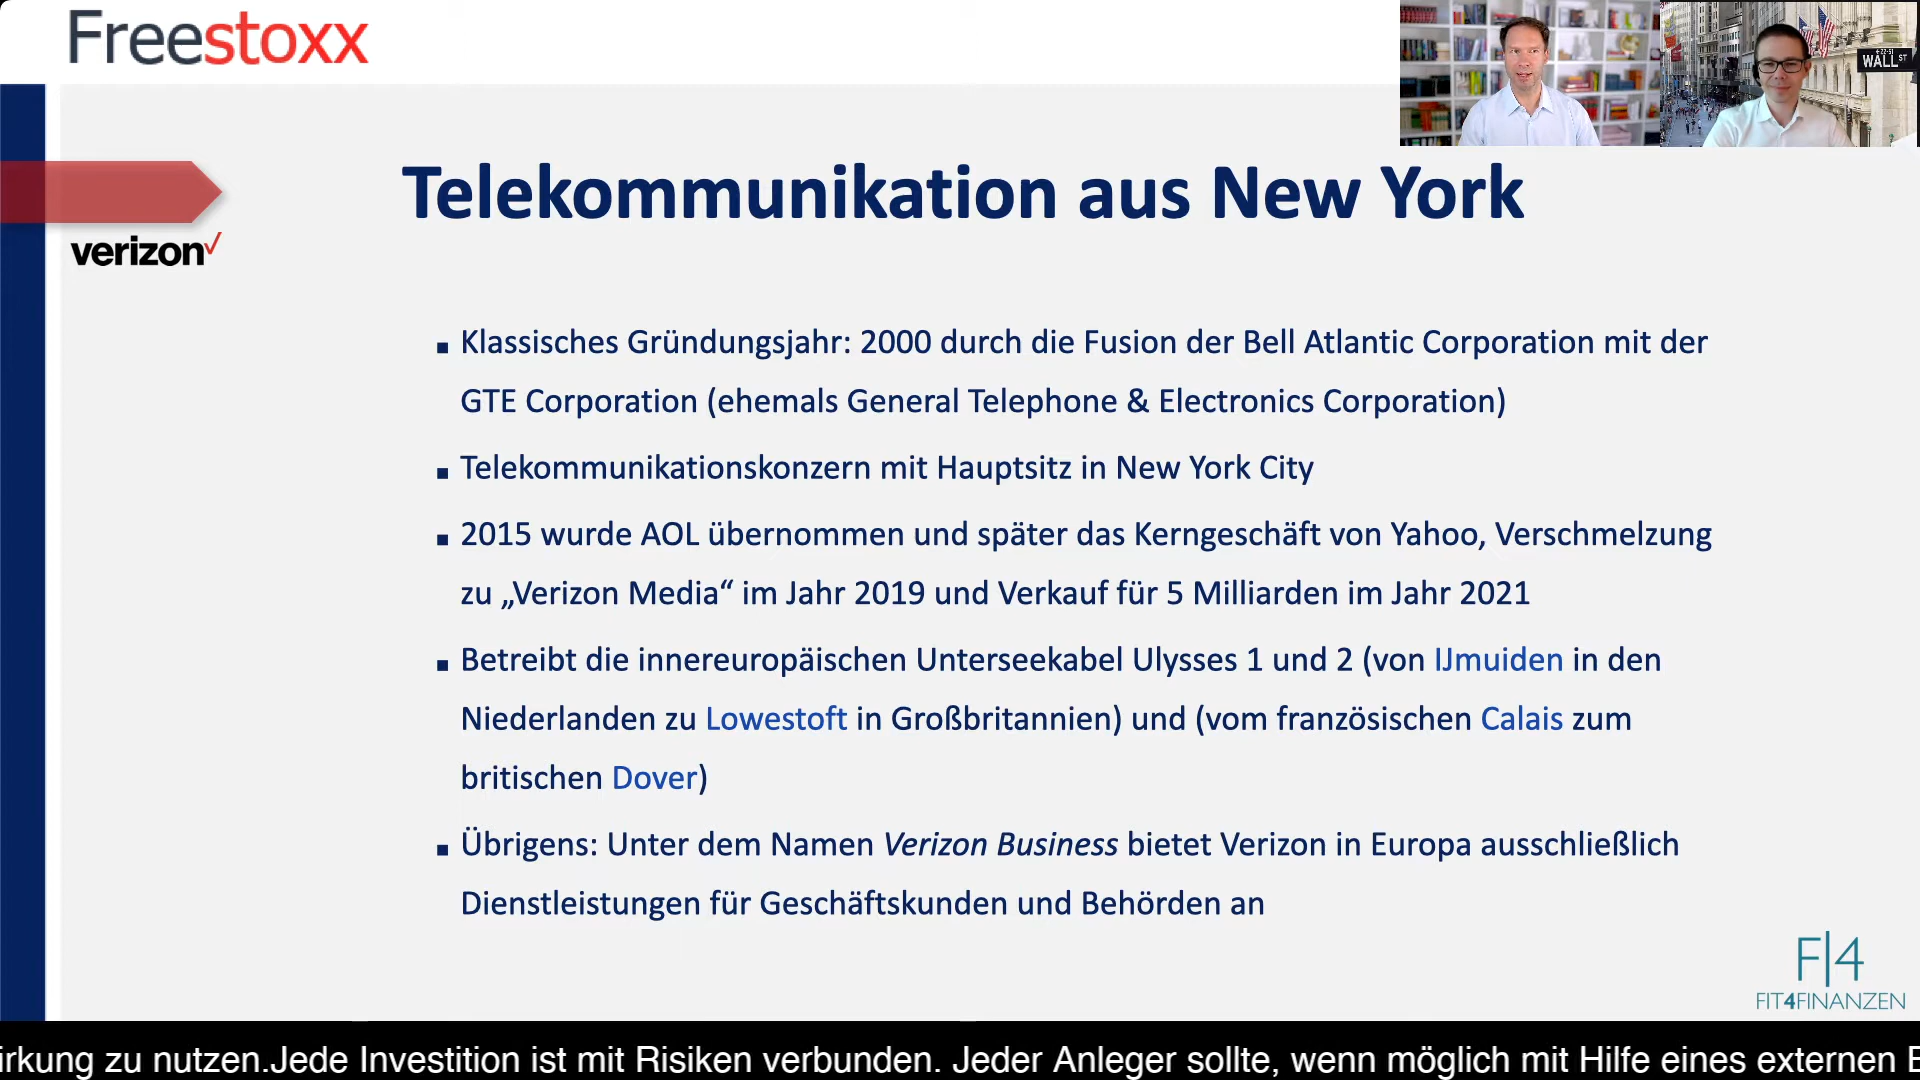 Freestoxx
WALL ST
Telekommunikation aus New York
verizon
■ Klassisches Gründungsjahr: 2000 durch die Fusion der Bell Atlantic Corporation mit der
GTE Corporation (ehemals General Telephone & Electronics Corporation)
■ Telekommunikationskonzern mit Hauptsitz in New York City
■ 2015 wurde AOL übernommen und später das Kerngeschäft von Yahoo, Verschmelzung
zu „Verizon Media“ im Jahr 2019 und Verkauf für 5 Milliarden im Jahr 2021
■ Betreibt die innereuropäischen Unterseekabel Ulysses 1 und 2 (von IJmuiden in den
Niederlanden zu Lowestoft in Großbritannien) und (vom französischen Calais zum
britischen Dover)
■ Übrigens: Unter dem Namen Verizon Business bietet Verizon in Europa ausschließlich
Dienstleistungen für Geschäftskunden und Behörden an
F|4
FIT4FINANZEN
irkung zu nutzen.Jede Investition ist mit Risiken verbunden. Jeder Anleger sollte, wenn möglich mit Hilfe eines externen